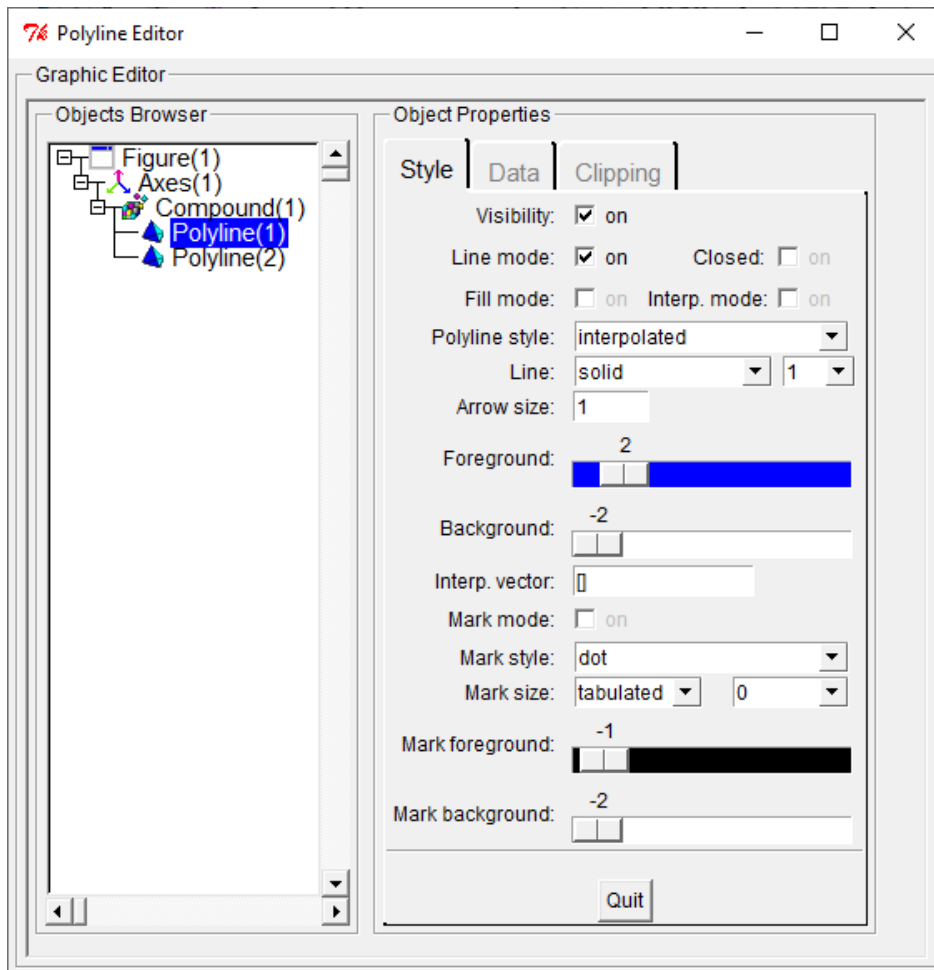 Polyline Editor
Graphic Editor
Objects Browser
Figure(1)
Axes(1)
Compound(1)
Polyline(1)
Polyline(2)
Object Properties
Style Data Clipping
Visibility: on
Line mode: on Closed: on
Fill mode: on Interp. mode: on
Polyline style: interpolated
Line: solid 1
Arrow size: 1
2
Foreground:
-2
Background:
Interp. vector: []
Mark mode: on
Mark style: dot
Mark size: tabulated 0
-1
Mark foreground:
-2
Mark background:
Quit